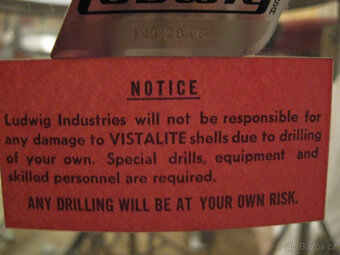 Ludwig
NOTICE
Ludwig Industries will not be responsible for
any damage to VISTALITE shells due to drilling
of your own. Special drills, equipment and
skilled personnel are required.
ANY DRILLING WILL BE AT YOUR OWN RISK.